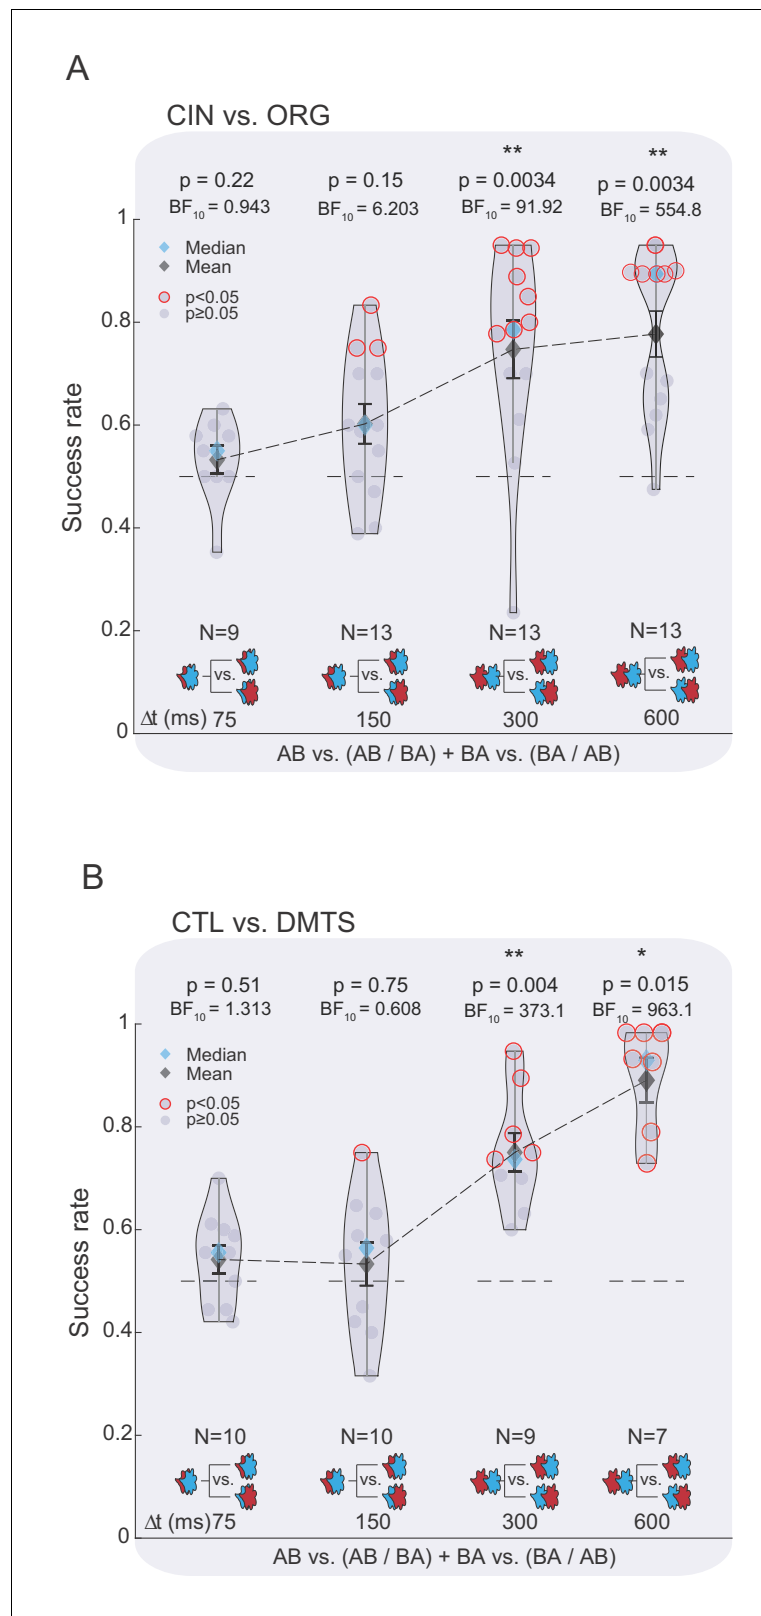 A
CIN vs. ORG
** **
p = 0.22 p = 0.15 p = 0.0034 p = 0.0034
BF10 = 0.943 BF10 = 6.203 BF10 = 91.92 BF10 = 554.8
1
Median
Mean
p<0.05
p≥0.05
0.8
0.6
0.4
0.2
0
Success rate
N=9 N=13 N=13 N=13
vs. vs. vs. vs.
Δt (ms) 75 150 300 600
AB vs. (AB / BA) + BA vs. (BA / AB)
B
CTL vs. DMTS
** *
p = 0.51 p = 0.75 p = 0.004 p = 0.015
BF10 = 1.313 BF10 = 0.608 BF10 = 373.1 BF10 = 963.1
1
Median
Mean
p<0.05
p≥0.05
0.8
0.6
0.4
0.2
0
Success rate
N=10 N=10 N=9 N=7
vs. vs. vs. vs.
Δt (ms) 75 150 300 600
AB vs. (AB / BA) + BA vs. (BA / AB)